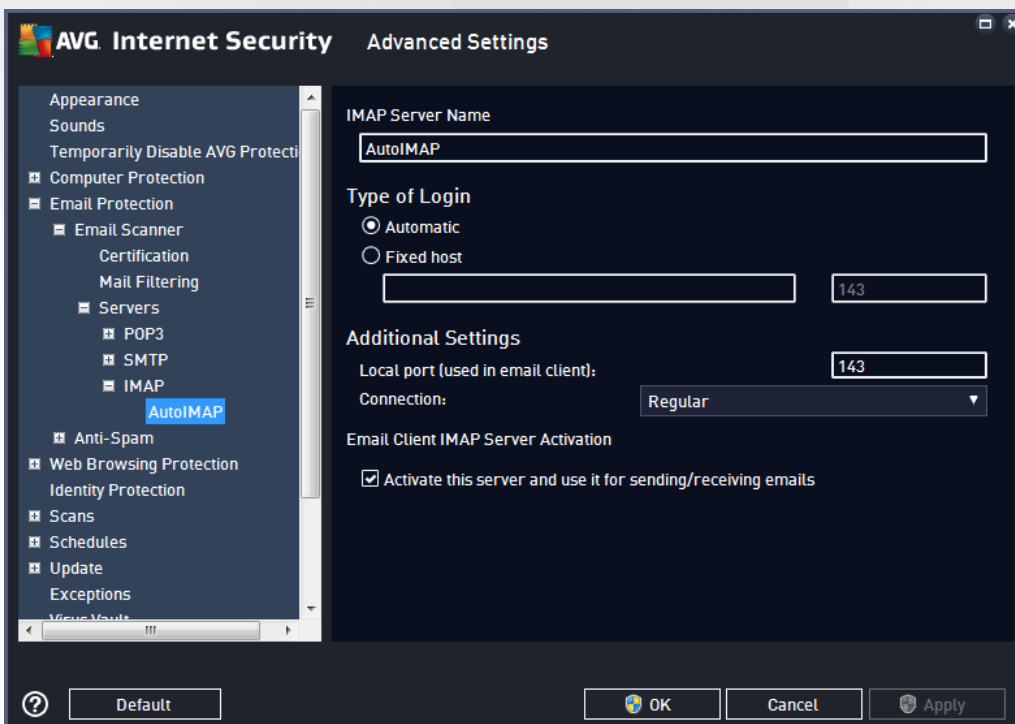 AVG. Internet Security Advanced Settings
Appearance
Sounds
Temporarily Disable AVG Protecti
Computer Protection
Email Protection
Email Scanner
Certification
Mail Filtering
Servers
POP3
SMTP
IMAP
AutoIMAP
Anti-Spam
Web Browsing Protection
Identity Protection
Scans
Schedules
Update
Exceptions
Virus Vault
IMAP Server Name
AutoIMAP
Type of Login
Automatic
Fixed host
143
Additional Settings
Local port (used in email client): 143
Connection: Regular
Email Client IMAP Server Activation
Activate this server and use it for sending/receiving emails
? Default OK Cancel Apply